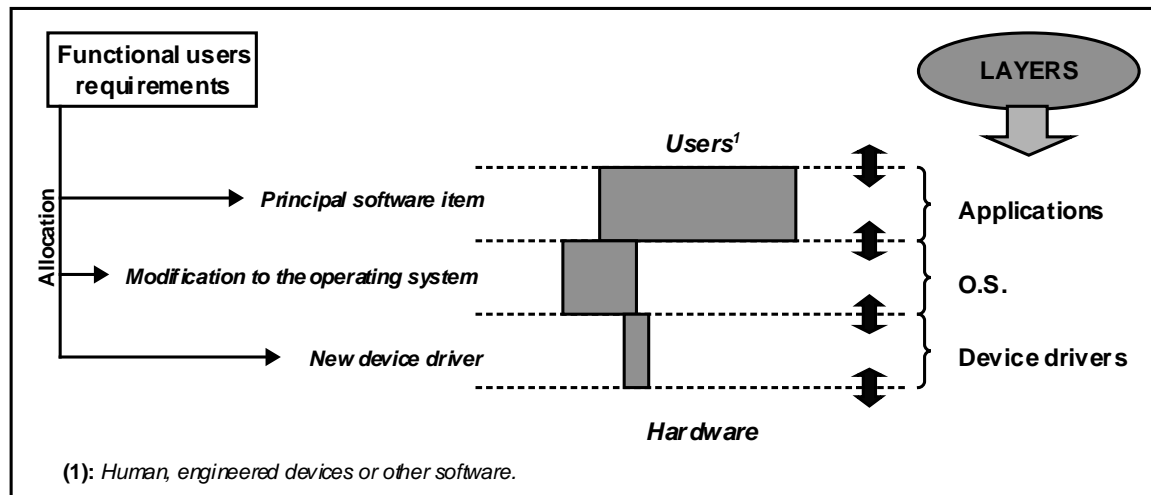 Functional users
requirements
LAYERS
Users1
Allocation
Principal software item
Applications
Modification to the operating system
O.S.
New device driver
Device drivers
Hardware
(1): Human, engineered devices or other software.